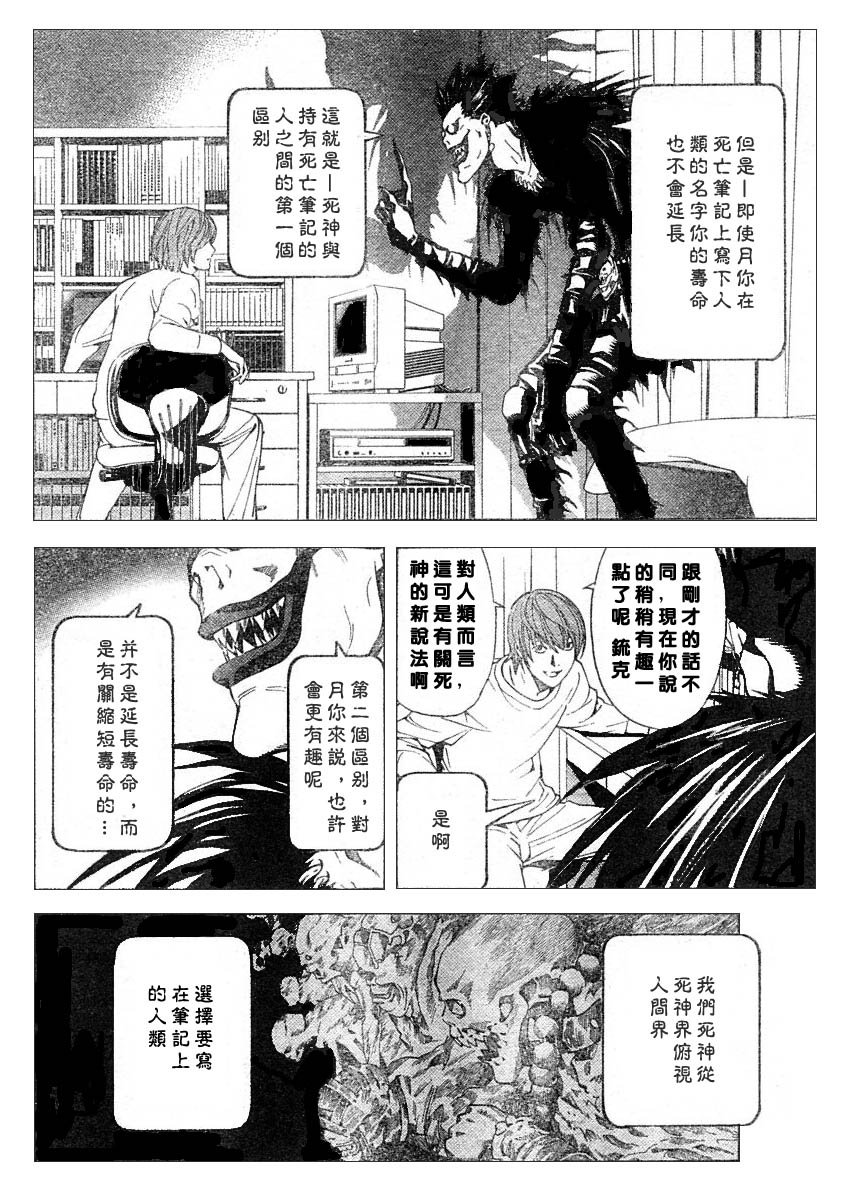 但是—即使月你在
死亡筆記上寫下人
類的名字你的壽命
也不會延長
這就是—死神與
持有死亡筆記的
人之間的第一個
區别
跟剛才的話不
同,現在你說
的稍稍有趣一
點了呢 銃克
對人類而言,
這可是有關死
神的新說法啊
是啊
第二個區别,對
月你來說,也許
會更有趣呢
并不是延長壽命,而
是有關縮短壽命的…
我們死神從
死神界俯視
人間界
選擇要寫
在筆記上
的人類